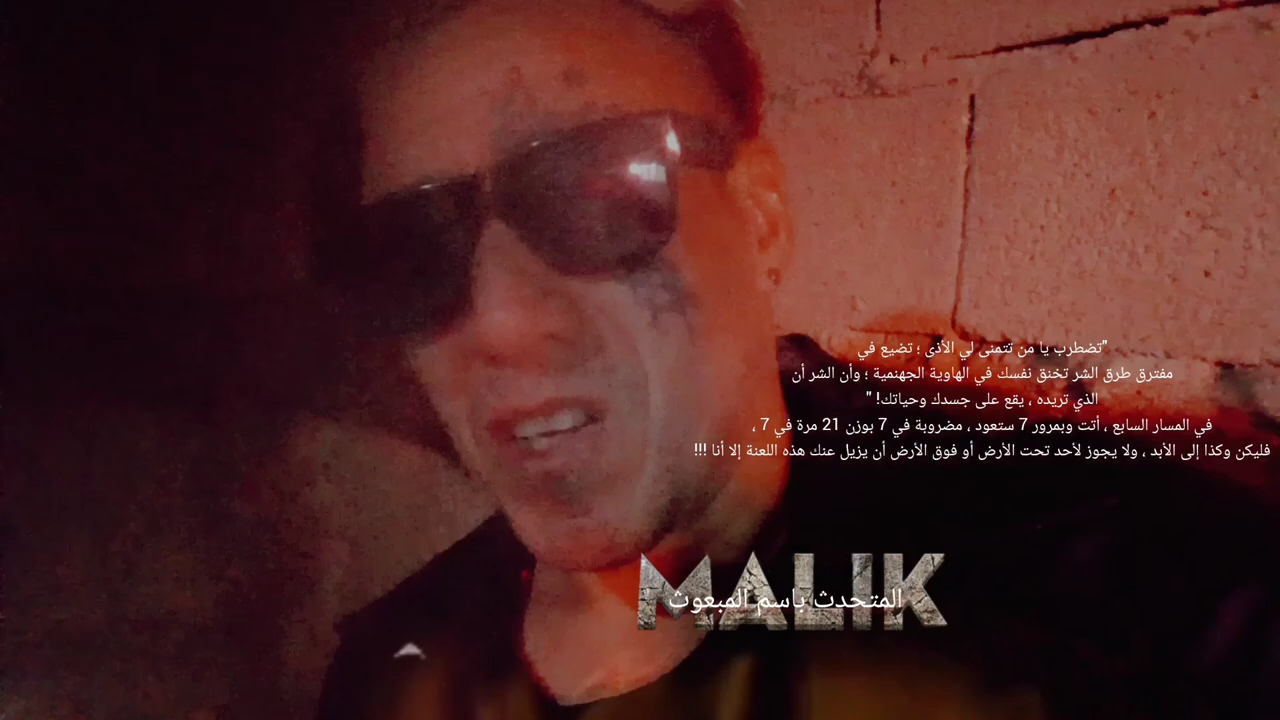 "تضطرب يا من تتمنى لي الأذى ؛ تضيع في
مفترق طرق الشر تخنق نفسك في الهاوية الجهنمية ؛ وأن الشر أن
الذي تريده ، يقع على جسدك وحياتك! "
في المسار السابع ، أتت وبمرور 7 ستعود ، مضروبة في 7 بوزن 21 مرة في 7 ،
فليكن وكذا إلى الأبد ، ولا يجوز لأحد تحت الأرض أو فوق الأرض أن يزيل عنك هذه اللعنة إلا أنا !!!
MALIK
المتحدث باسم المبعوث